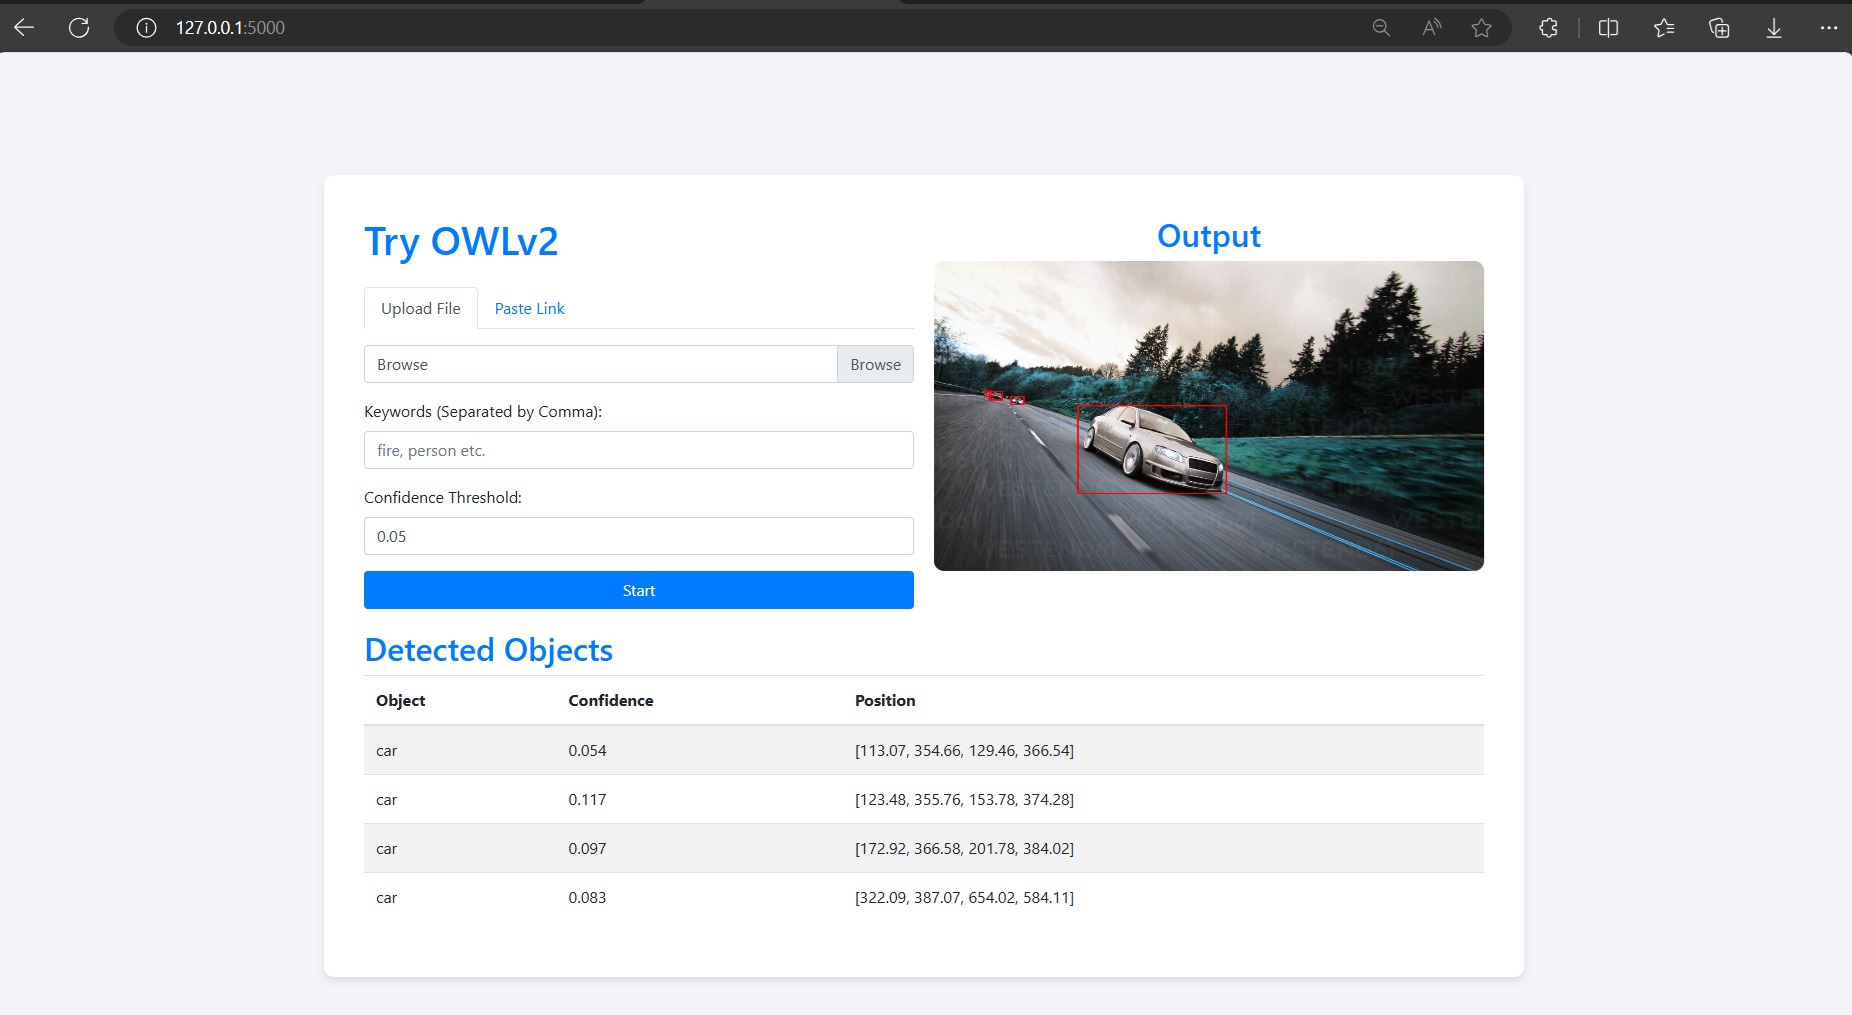 127.0.0.1:5000
Try OWLv2
Upload File
Paste Link
Browse
Browse
Keywords (Separated by Comma):
fire, person etc.
Confidence Threshold:
0.05
Start
Output
WESTEND61
WESTEND61
WESTEND61
Detected Objects
Object Confidence Position
car 0.054 [113.07, 354.66, 129.46, 366.54]
car 0.117 [123.48, 355.76, 153.78, 374.28]
car 0.097 [172.92, 366.58, 201.78, 384.02]
car 0.083 [322.09, 387.07, 654.02, 584.11]